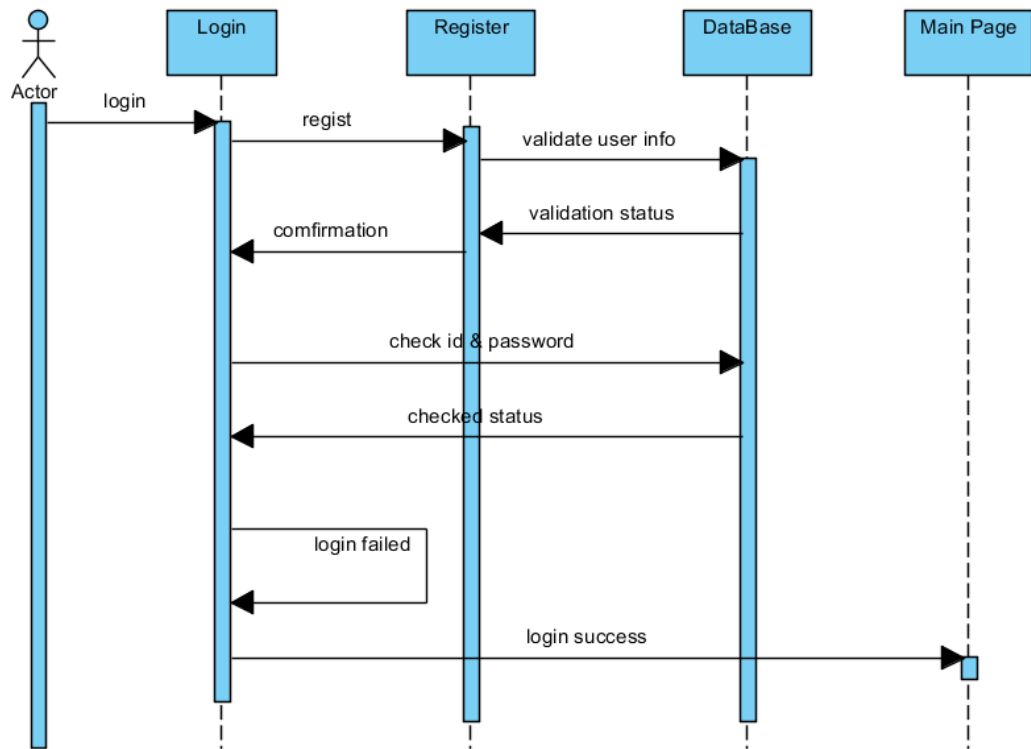 Login
Register
DataBase
Main Page
Actor
login
regist
validate user info
validation status
comfirmation
check id & password
checked status
login failed
login success